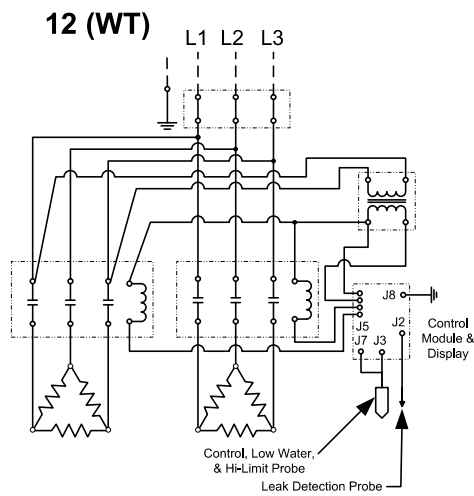 12 (WT)
L1 L2 L3
J8
J5
J2
J7 J3
Control
Module &
Display
Control, Low Water,
& Hi-Limit Probe
Leak Detection Probe